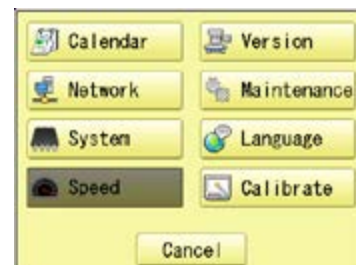 Calendar Version
Network Maintenance
System Language
Speed Calibrate
Cancel